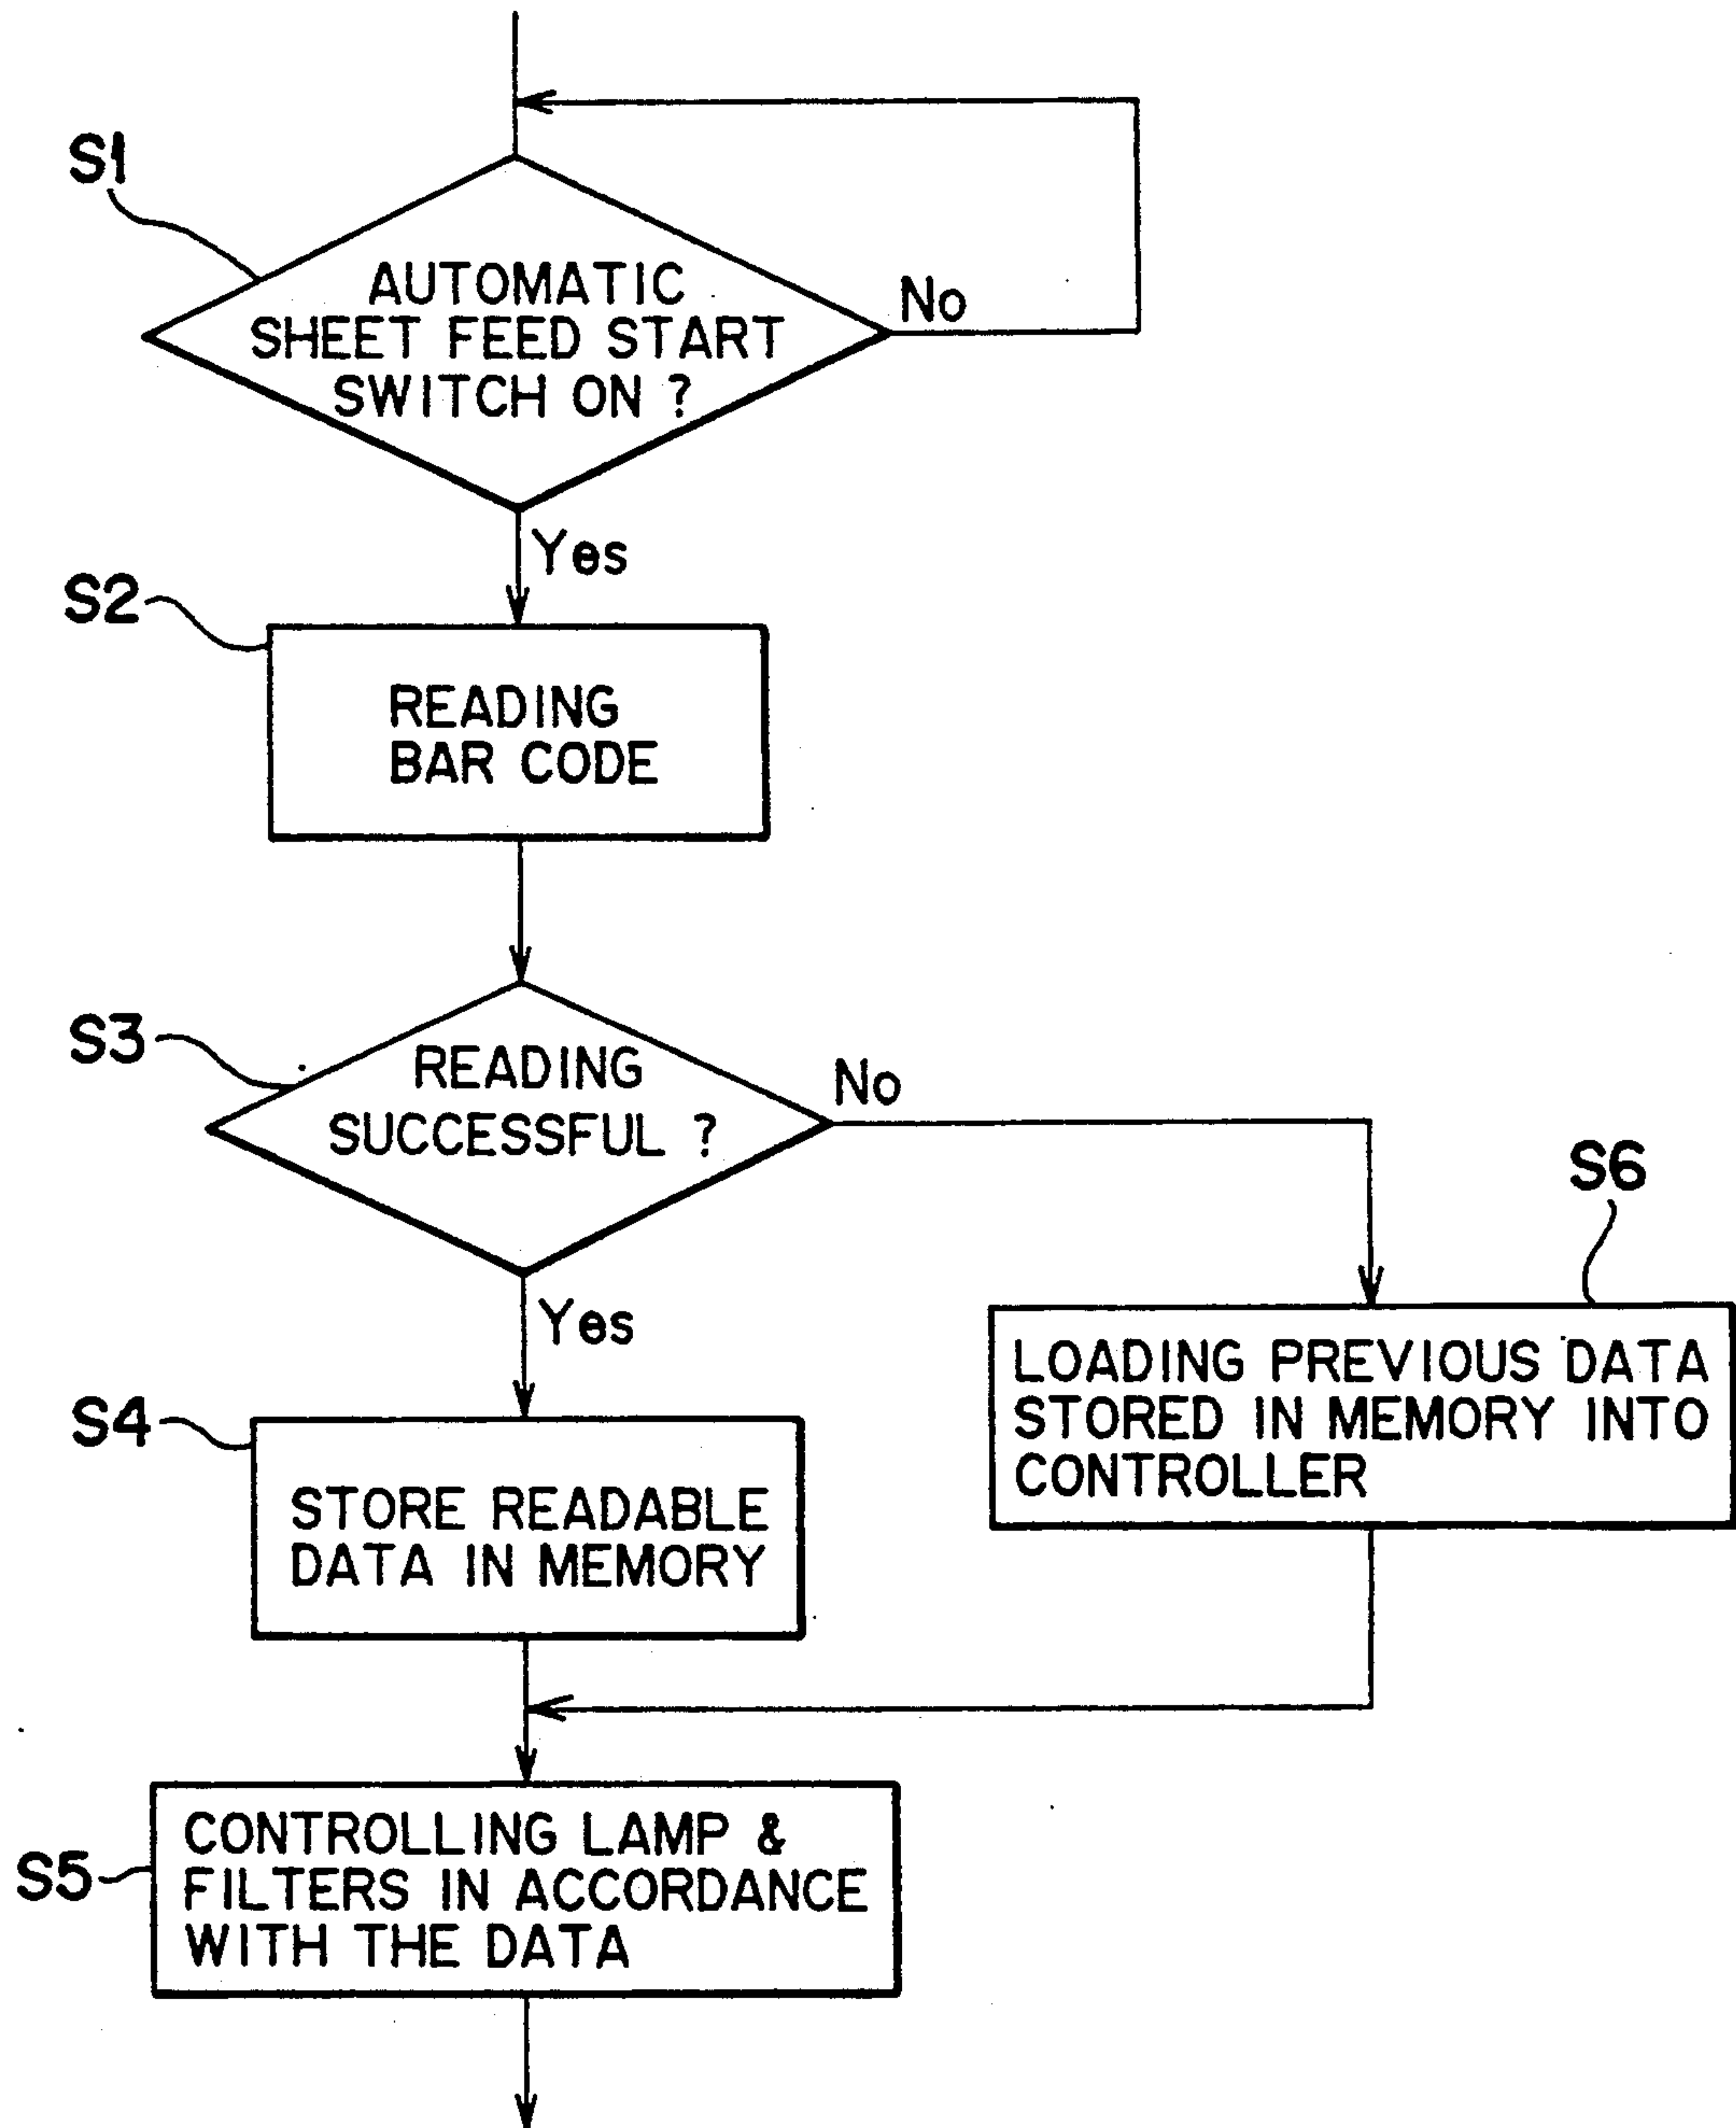 S1
AUTOMATIC
SHEET FEED START
SWITCH ON ?
No
Yes
S2
READING
BAR CODE
S3
READING
SUCCESSFUL ?
No
Yes
S6
LOADING PREVIOUS DATA
STORED IN MEMORY INTO
CONTROLLER
S4
STORE READABLE
DATA IN MEMORY
S5
CONTROLLING LAMP &
FILTERS IN ACCORDANCE
WITH THE DATA